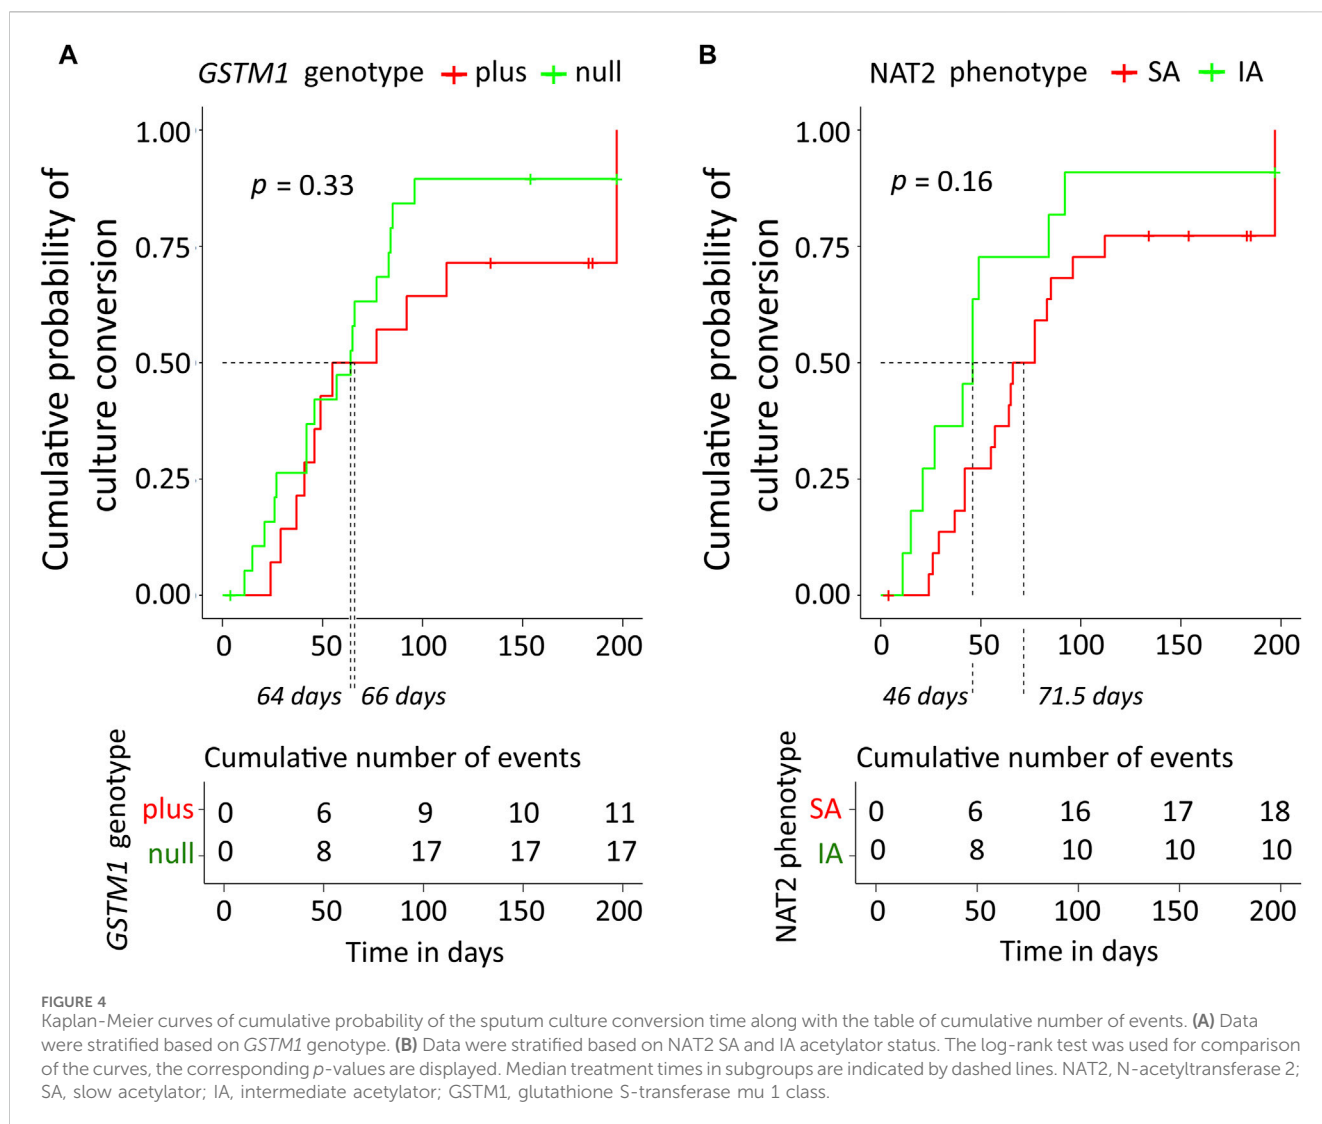 A
GSTM1 genotype plus null
1.00
0.75
0.50
0.25
0.00
Cumulative probability of
culture conversion
p = 0.33
0 50 100 150 200
64 days 66 days
Cumulative number of events
GSTM1 genotype
plus 0 6 9 10 11
null 0 8 17 17 17
0 50 100 150 200
Time in days
B
NAT2 phenotype SA IA
1.00
0.75
0.50
0.25
0.00
Cumulative probability of
culture conversion
p = 0.16
0 50 100 150 200
46 days 71.5 days
Cumulative number of events
NAT2 phenotype
SA 0 6 16 17 18
IA 0 8 10 10 10
0 50 100 150 200
Time in days
FIGURE 4
Kaplan-Meier curves of cumulative probability of the sputum culture conversion time along with the table of cumulative number of events. (A) Data
were stratified based on GSTM1 genotype. (B) Data were stratified based on NAT2 SA and IA acetylator status. The log-rank test was used for comparison
of the curves, the corresponding p-values are displayed. Median treatment times in subgroups are indicated by dashed lines. NAT2, N-acetyltransferase 2;
SA, slow acetylator; IA, intermediate acetylator; GSTM1, glutathione S-transferase mu 1 class.